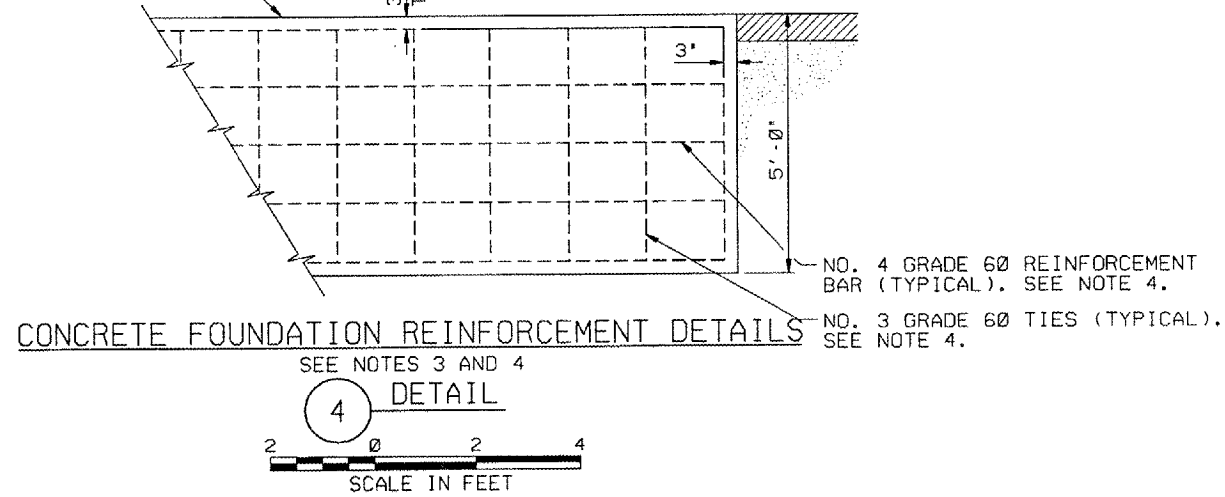 3"
5'-0"
NO. 4 GRADE 60 REINFORCEMENT
BAR (TYPICAL). SEE NOTE 4.
NO. 3 GRADE 60 TIES (TYPICAL).
SEE NOTE 4.
CONCRETE FOUNDATION REINFORCEMENT DETAILS
SEE NOTES 3 AND 4
4 DETAIL
2 0 2 4
SCALE IN FEET